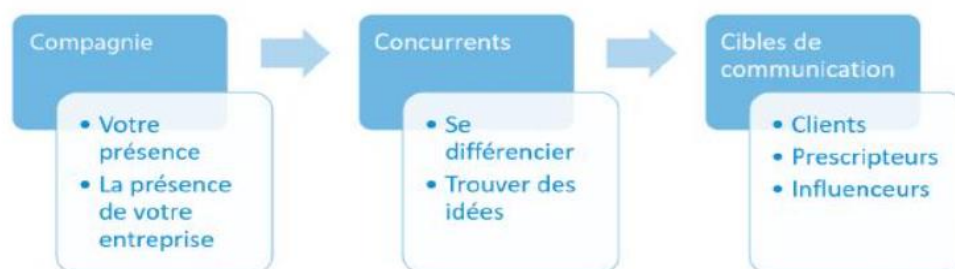 Compagnie
• Votre
présence
• La présence
de votre
entreprise
Concurrents
• Se
différencier
• Trouver des
idées
Cibles de
communication
• Clients
• Prescripteurs
• Influenceurs